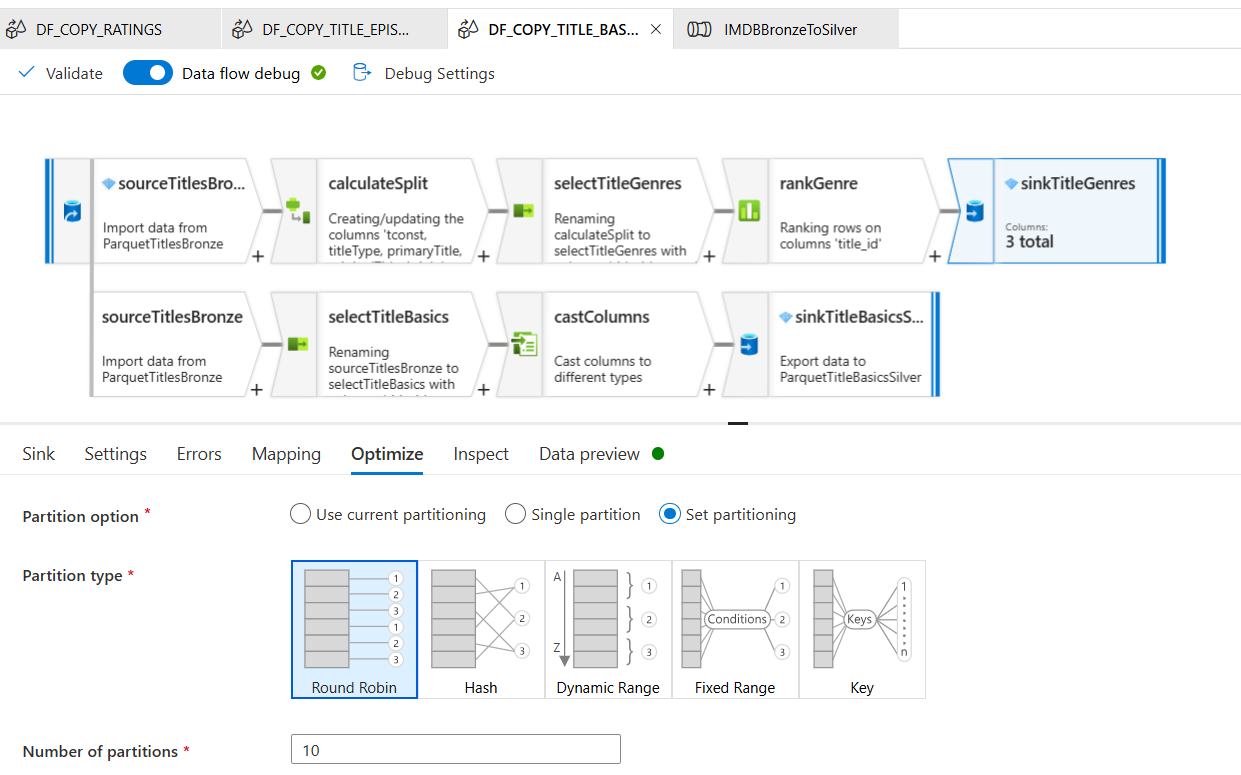 DF_COPY_RATINGS
DF_COPY_TITLE_EPIS...
DF_COPY_TITLE_BAS...
IMDBBronzeToSilver
Validate
Data flow debug
Debug Settings
sourceTitlesBro...
Import data from
ParquetTitlesBronze
+
calculateSplit
Creating/updating the
columns 'tconst,
titleType, primaryTitle,
+
selectTitleGenres
Renaming
calculateSplit to
selectTitleGenres with
+
rankGenre
Ranking rows on
columns 'title_id'
+
sinkTitleGenres
Columns:
3 total
sourceTitlesBronze
Import data from
ParquetTitlesBronze
+
selectTitleBasics
Renaming
sourceTitlesBronze to
selectTitleBasics with
+
castColumns
Cast columns to
different types
+
sinkTitleBasicsS...
Export data to
ParquetTitleBasicsSilver
Sink
Settings
Errors
Mapping
Optimize
Inspect
Data preview
Partition option *
Use current partitioning
Single partition
Set partitioning
Partition type *
1
2
3
1
2
3
Round Robin
1
2
3
Hash
A
Z
1
2
3
Dynamic Range
Conditions
1
2
3
Fixed Range
Keys
1
n
Key
Number of partitions *
10